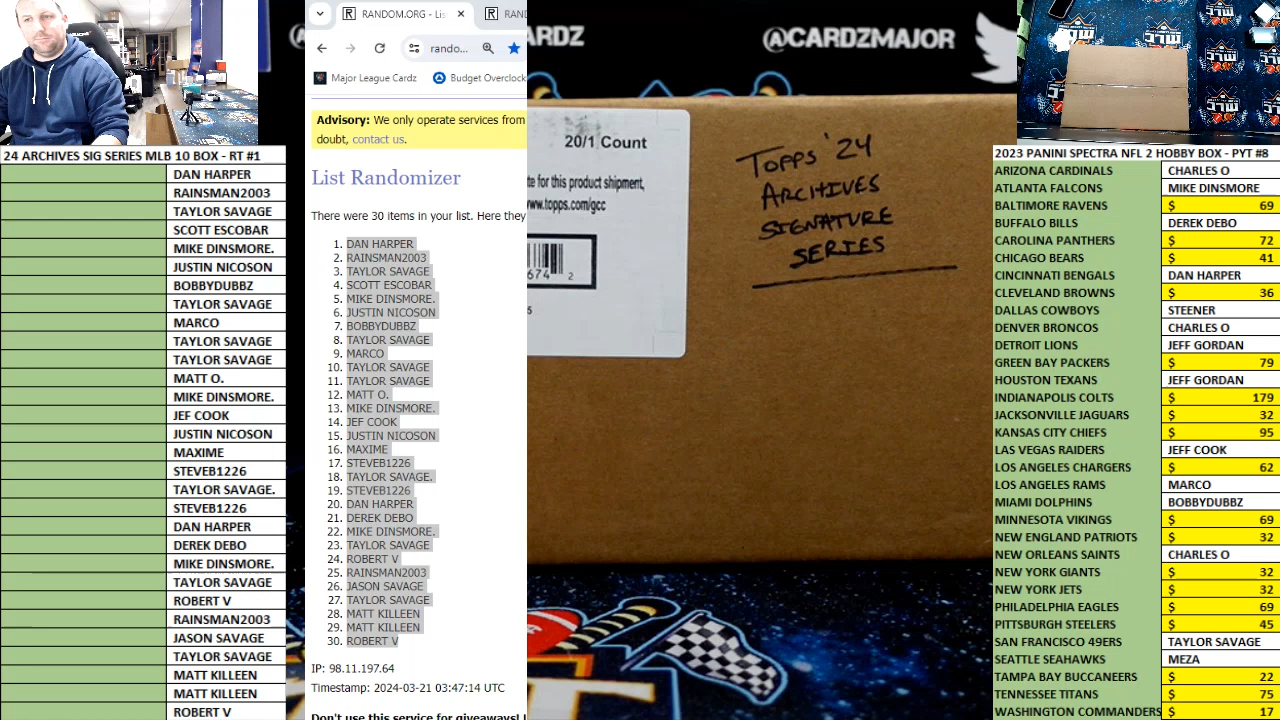 24 ARCHIVES SIG SERIES MLB 10 BOX - RT #1
DAN HARPER
RAINSMAN2003
TAYLOR SAVAGE
SCOTT ESCOBAR
MIKE DINSMORE.
JUSTIN NICOSON
BOBBYDUBBZ
TAYLOR SAVAGE
MARCO
TAYLOR SAVAGE
TAYLOR SAVAGE
MATT O.
MIKE DINSMORE.
JEF COOK
JUSTIN NICOSON
MAXIME
STEVEB1226
TAYLOR SAVAGE.
STEVEB1226
DAN HARPER
DEREK DEBO
MIKE DINSMORE.
TAYLOR SAVAGE
ROBERT V
RAINSMAN2003
JASON SAVAGE
TAYLOR SAVAGE
MATT KILLEEN
MATT KILLEEN
ROBERT V
RANDOM.ORG - Lis
RAND
rando...
Major League Cardz
Budget Overclock
Advisory: We only operate services from
doubt, contact us.
List Randomizer
There were 30 items in your list. Here they
1. DAN HARPER
2. RAINSMAN2003
3. TAYLOR SAVAGE
4. SCOTT ESCOBAR
5. MIKE DINSMORE.
6. JUSTIN NICOSON
7. BOBBYDUBBZ
8. TAYLOR SAVAGE
9. MARCO
10. TAYLOR SAVAGE
11. TAYLOR SAVAGE
12. MATT O.
13. MIKE DINSMORE.
14. JEF COOK
15. JUSTIN NICOSON
16. MAXIME
17. STEVEB1226
18. TAYLOR SAVAGE.
19. STEVEB1226
20. DAN HARPER
21. DEREK DEBO
22. MIKE DINSMORE.
23. TAYLOR SAVAGE
24. ROBERT V
25. RAINSMAN2003
26. JASON SAVAGE
27. TAYLOR SAVAGE
28. MATT KILLEEN
29. MATT KILLEEN
30. ROBERT V
IP: 98.11.197.64
Timestamp: 2024-03-21 03:47:14 UTC
Don't use this service for giveaways!
ARDZ
@CARDZMAJOR
20/1 Count
te for this product shipment,
www.topps.com/gcc
674 2
TOPPS '24
ARCHIVES
SIGNATURE
SERIES
2023 PANINI SPECTRA NFL 2 HOBBY BOX - PYT #8
ARIZONA CARDINALS CHARLES O
ATLANTA FALCONS MIKE DINSMORE
BALTIMORE RAVENS $ 69
BUFFALO BILLS DEREK DEBO
CAROLINA PANTHERS $ 72
CHICAGO BEARS $ 41
CINCINNATI BENGALS DAN HARPER
CLEVELAND BROWNS $ 36
DALLAS COWBOYS STEENER
DENVER BRONCOS CHARLES O
DETROIT LIONS JEFF GORDAN
GREEN BAY PACKERS $ 79
HOUSTON TEXANS JEFF GORDAN
INDIANAPOLIS COLTS $ 179
JACKSONVILLE JAGUARS $ 32
KANSAS CITY CHIEFS $ 95
LAS VEGAS RAIDERS JEFF COOK
LOS ANGELES CHARGERS $ 62
LOS ANGELES RAMS MARCO
MIAMI DOLPHINS BOBBYDUBBZ
MINNESOTA VIKINGS $ 69
NEW ENGLAND PATRIOTS $ 32
NEW ORLEANS SAINTS CHARLES O
NEW YORK GIANTS $ 32
NEW YORK JETS $ 32
PHILADELPHIA EAGLES $ 69
PITTSBURGH STEELERS $ 45
SAN FRANCISCO 49ERS TAYLOR SAVAGE
SEATTLE SEAHAWKS MEZA
TAMPA BAY BUCCANEERS $ 22
TENNESSEE TITANS $ 75
WASHINGTON COMMANDERS $ 17